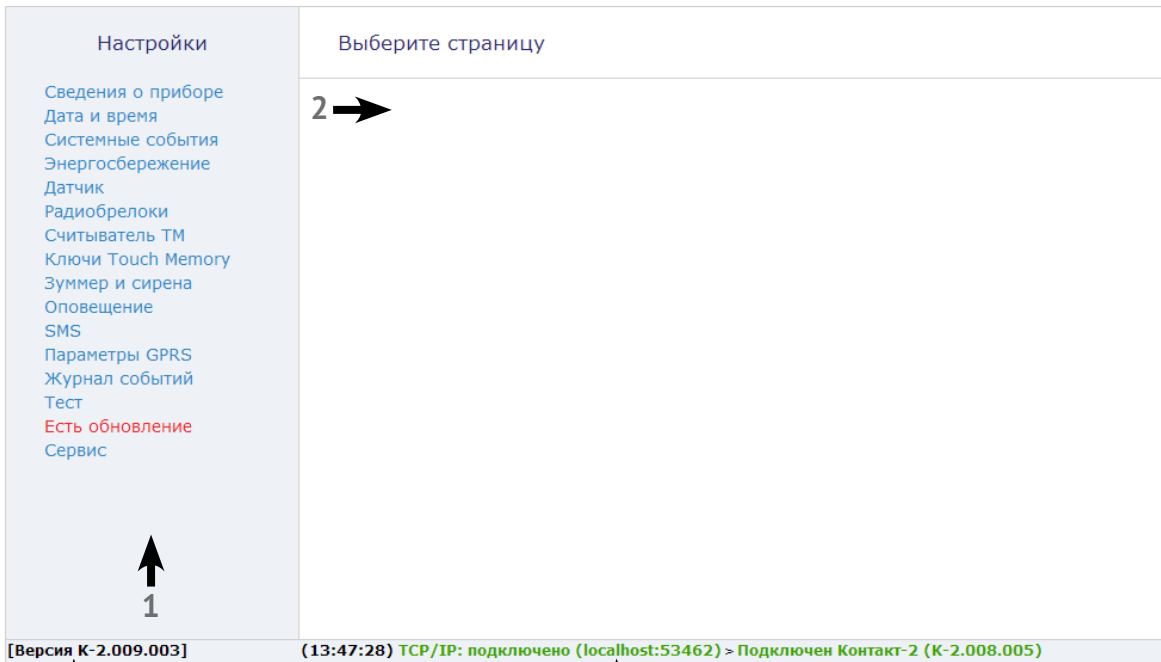 Настройки
Выберите страницу
Сведения о приборе
Дата и время
Системные события
Энергосбережение
Датчик
Радиобрелоки
Считыватель ТМ
Ключи Touch Memory
Зуммер и сирена
Оповещение
SMS
Параметры GPRS
Журнал событий
Тест
Есть обновление
Сервис
2
1
[Версия К-2.009.003]
(13:47:28) TCP/IP: подключено (localhost:53462) > Подключен Контакт-2 (К-2.008.005)